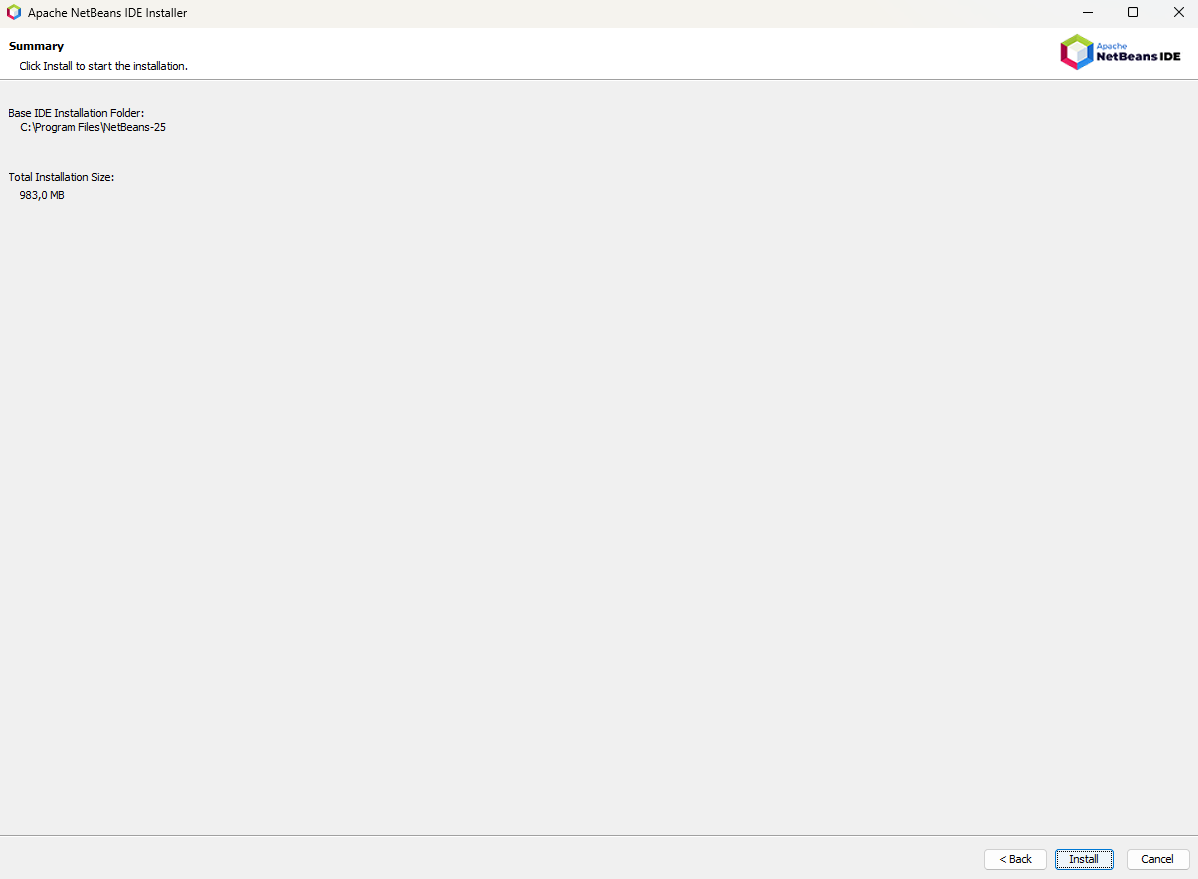 Apache NetBeans IDE Installer
Summary
Click Install to start the installation.
Apache
NetBeans IDE
Base IDE Installation Folder:
C:\Program Files\NetBeans-25
Total Installation Size:
983,0 MB
< Back
Install
Cancel